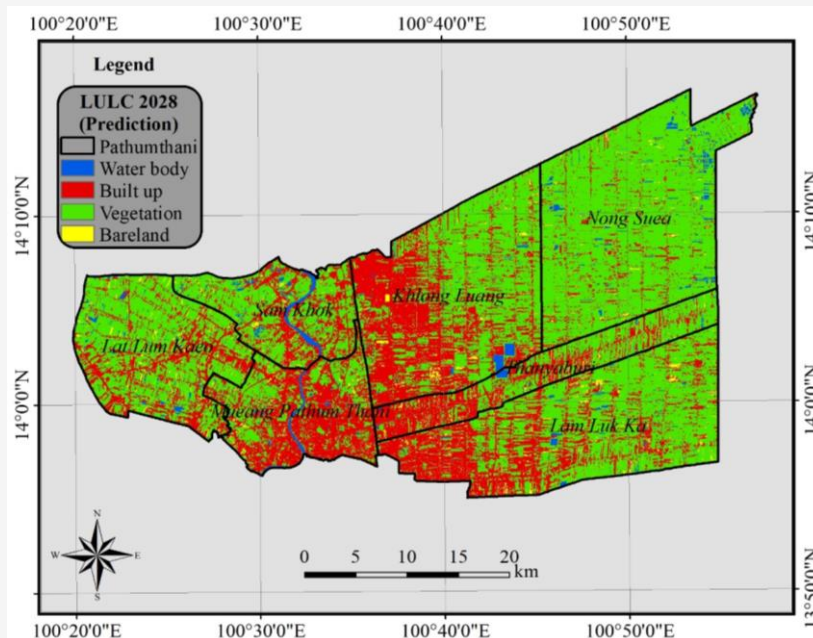 100°20'0"E 100°30'0"E 100°40'0"E 100°50'0"E
Legend
LULC 2028
(Prediction)
Pathumthani
Water body
Built up
Vegetation
Bareland
14°10'0"N
14°10'0"N
Nong Suea
Sam Khok
Khlong Luang
Lat Lum Kaeo
Thanyaburi
Mueang Pathum Thani
Lam Luk Ka
14°0'0"N
14°0'0"N
N
W E
S
0 5 10 15 20
km
13°50'0"N
100°20'0"E 100°30'0"E 100°40'0"E 100°50'0"E